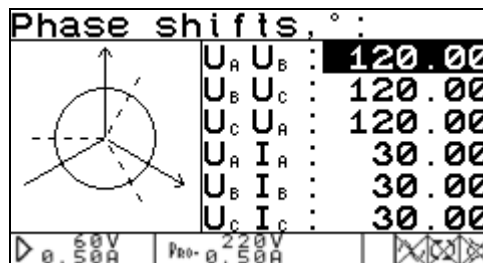 Phase shifts,°:
UA UB : 120.00
UB UC : 120.00
UC UA : 120.00
UA IA : 30.00
UB IB : 30.00
UC IC : 30.00
60V 220V
0.50A PRO- 0.50A